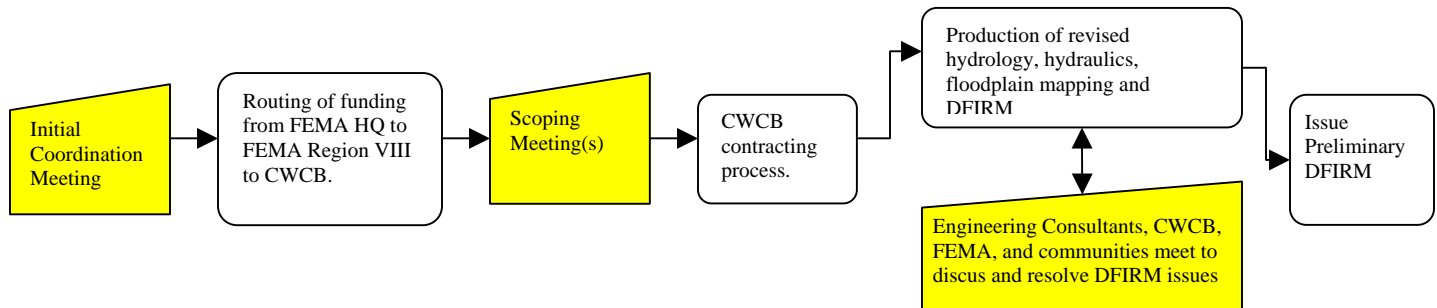 Initial
Coordination
Meeting
Routing of funding
from FEMA HQ to
FEMA Region VIII
to CWCB.
Scoping
Meeting(s)
CWCB
contracting
process.
Production of revised
hydrology, hydraulics,
floodplain mapping and
DFIRM
Engineering Consultants, CWCB,
FEMA, and communities meet to
discus and resolve DFIRM issues
Issue
Preliminary
DFIRM